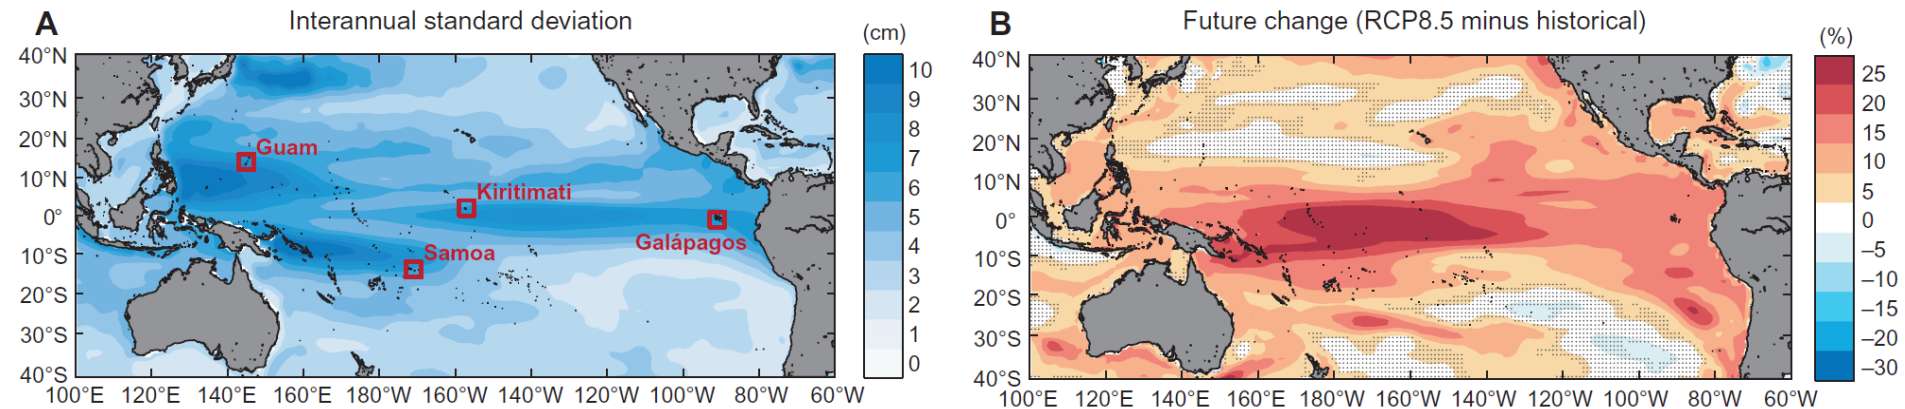 A
Interannual standard deviation
(cm)
40°N
30°N
20°N
10°N
0°
10°S
20°S
30°S
40°S
100°E 120°E 140°E 160°E 180°E 160°W 140°W 120°W 100°W 80°W 60°W
Guam
Kiritimati
Galápagos
Samoa
10
9
8
7
6
5
4
3
2
1
0
B
Future change (RCP8.5 minus historical)
(%)
40°N
30°N
20°N
10°N
0°
10°S
20°S
30°S
40°S
100°E 120°E 140°E 160°E 180°W 160°W 140°W 120°W 100°W 80°W 60°W
25
20
15
10
5
0
–5
–10
–15
–20
–30